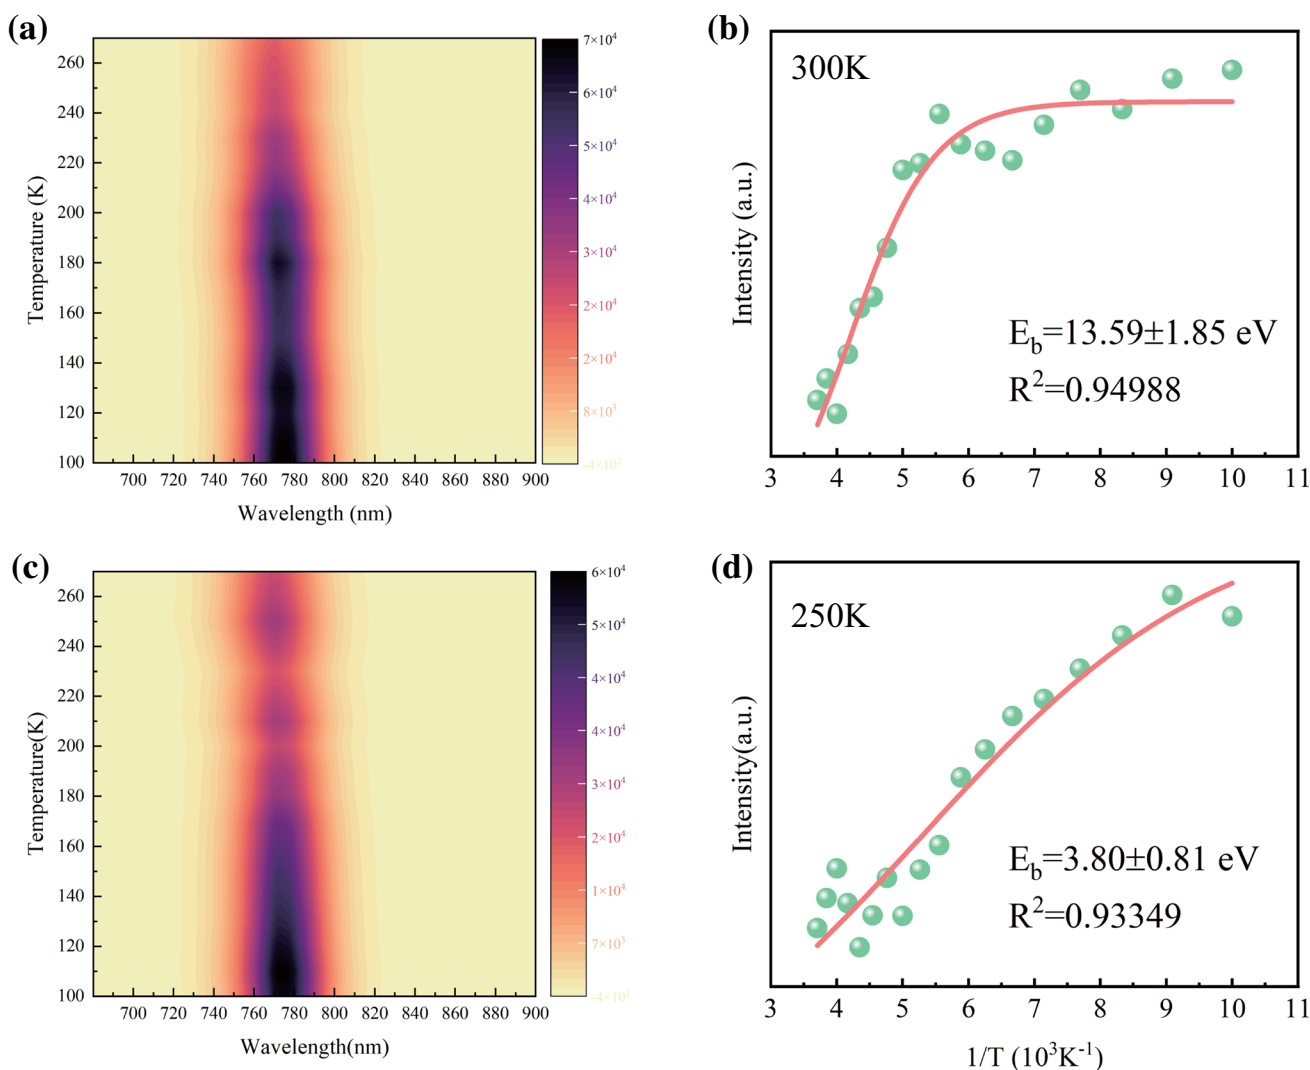 (a)
260
240
220
200
180
160
140
120
100
Temperature (K)
700 720 740 760 780 800 820 840 860 880 900
Wavelength (nm)
7×10⁴
6×10⁴
5×10⁴
4×10⁴
3×10⁴
2×10⁴
2×10⁴
8×10³
-4×10²
(b)
300K
Intensity (a.u.)
E_b=13.59±1.85 eV
R²=0.94988
3 4 5 6 7 8 9 10 11
(c)
260
240
220
200
180
160
140
120
100
Temperature(K)
700 720 740 760 780 800 820 840 860 880 900
Wavelength(nm)
6×10⁴
5×10⁴
4×10⁴
4×10⁴
3×10⁴
2×10⁴
1×10⁴
7×10³
-4×10²
(d)
250K
Intensity(a.u.)
E_b=3.80±0.81 eV
R²=0.93349
3 4 5 6 7 8 9 10 11
1/T (10³K⁻¹)